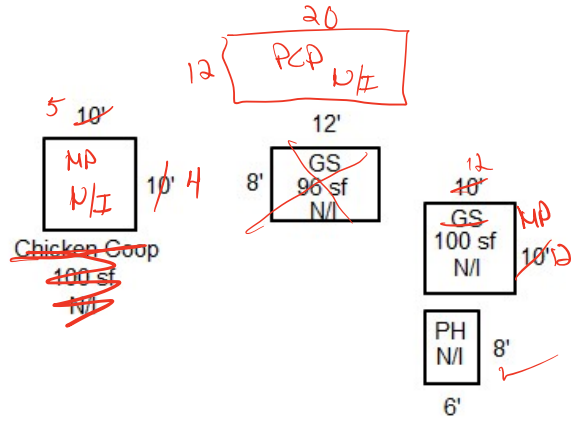 20
12
PCP
N/I
5 10'
MP
N/I
10' 4
Chicken Coop
100 sf
N/I
12'
8'
GS
96 sf
N/I
12
10'
GS MP
100 sf
N/I
10' 12
PH
N/I
8'
6'